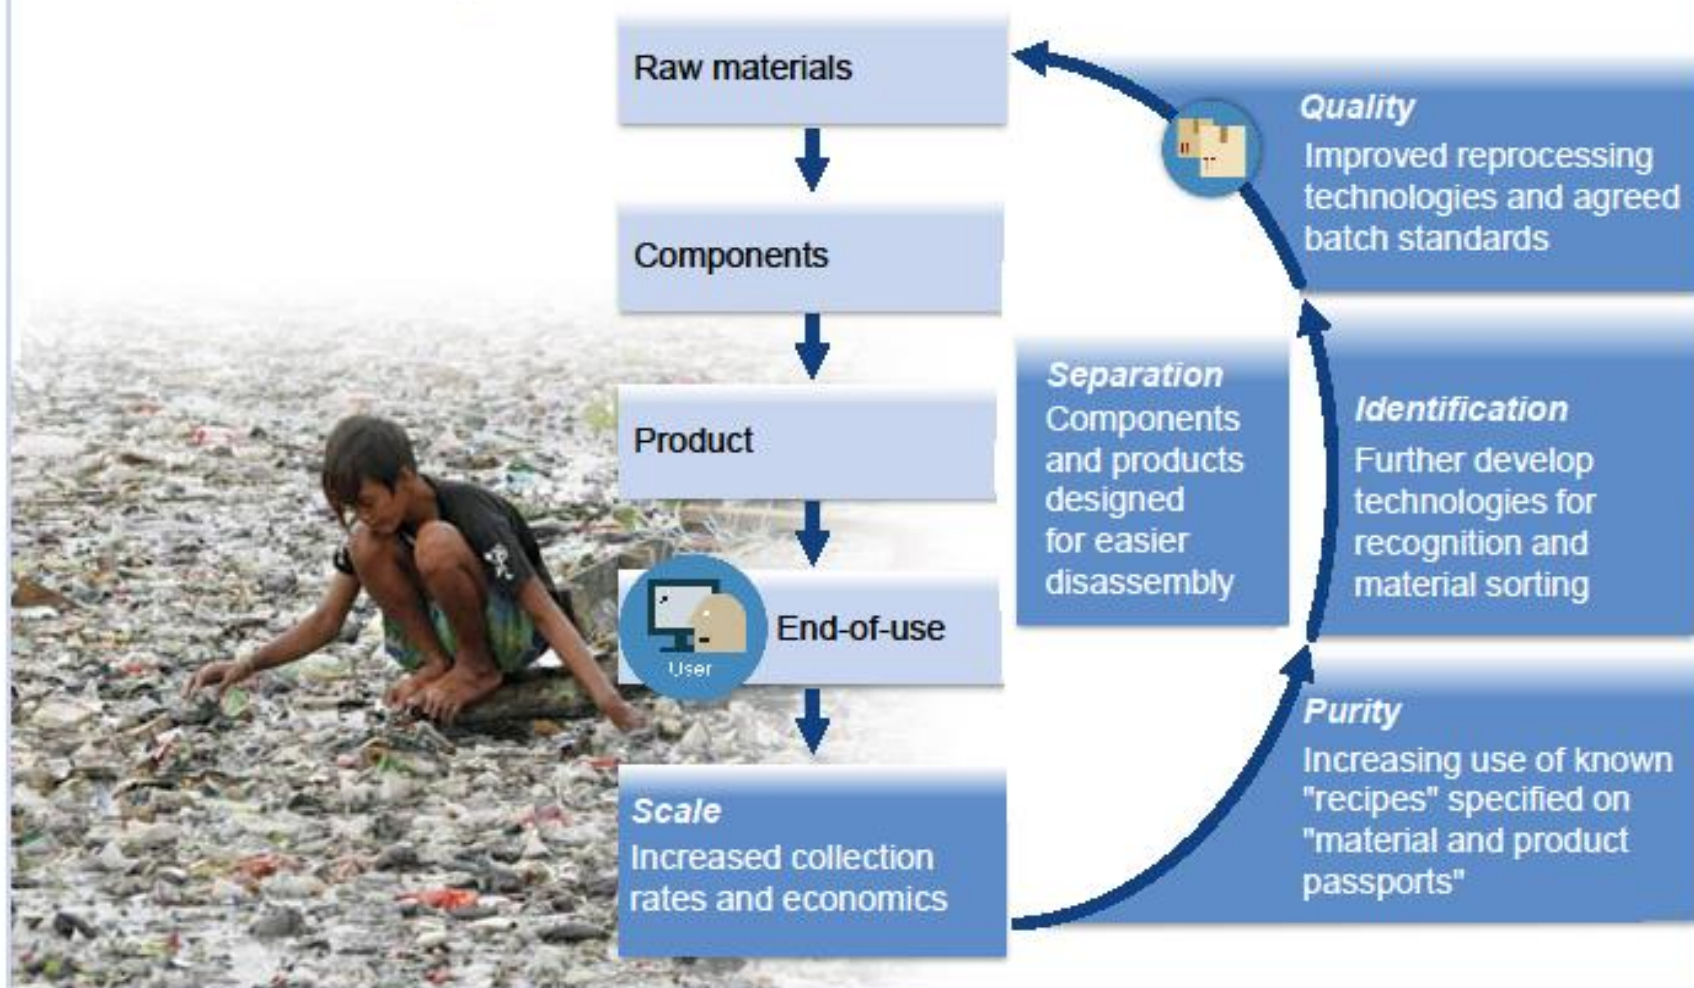 Raw materials
Components
Product
User
End-of-use
Scale
Increased collection
rates and economics
Separation
Components
and products
designed
for easier
disassembly
Quality
Improved reprocessing
technologies and agreed
batch standards
Identification
Further develop
technologies for
recognition and
material sorting
Purity
Increasing use of known
"recipes" specified on
"material and product
passports"